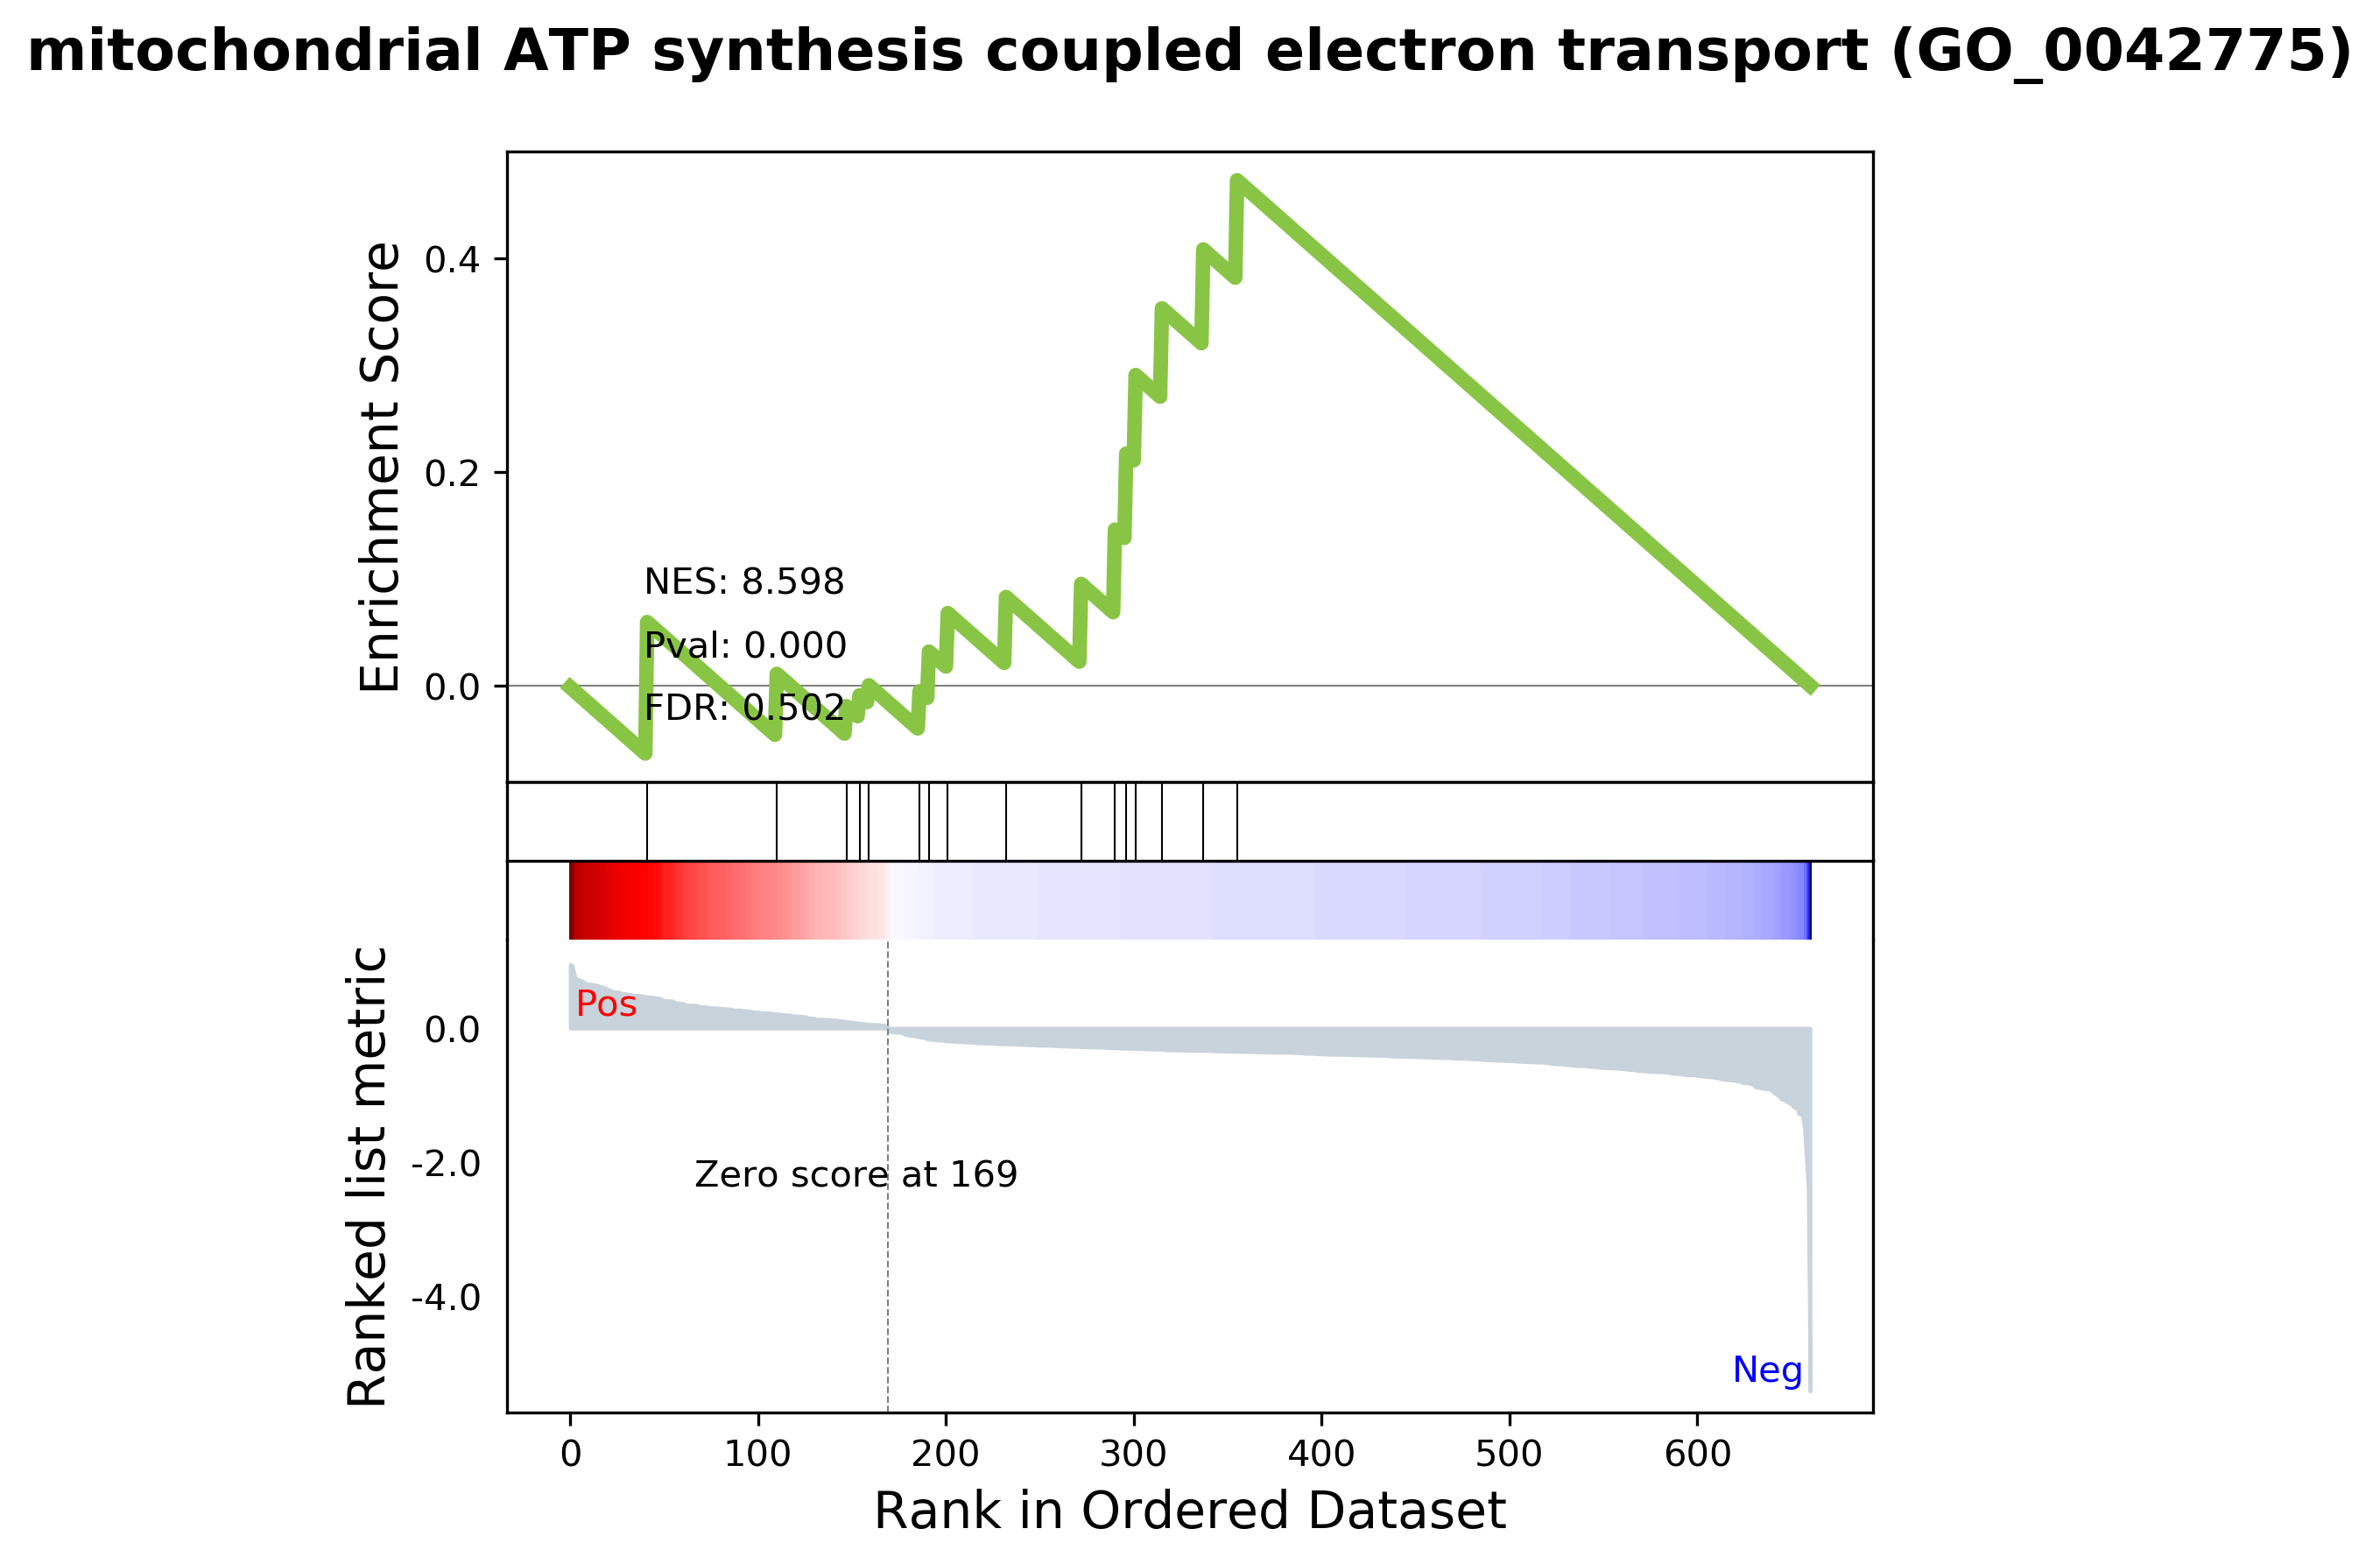 mitochondrial ATP synthesis coupled electron transport (GO_0042775)
Enrichment Score
0.4
0.2
0.0
NES: 8.598
Pval: 0.000
FDR: 0.502
Ranked list metric
0.0
-2.0
-4.0
Pos
Zero score at 169
Neg
0 100 200 300 400 500 600
Rank in Ordered Dataset